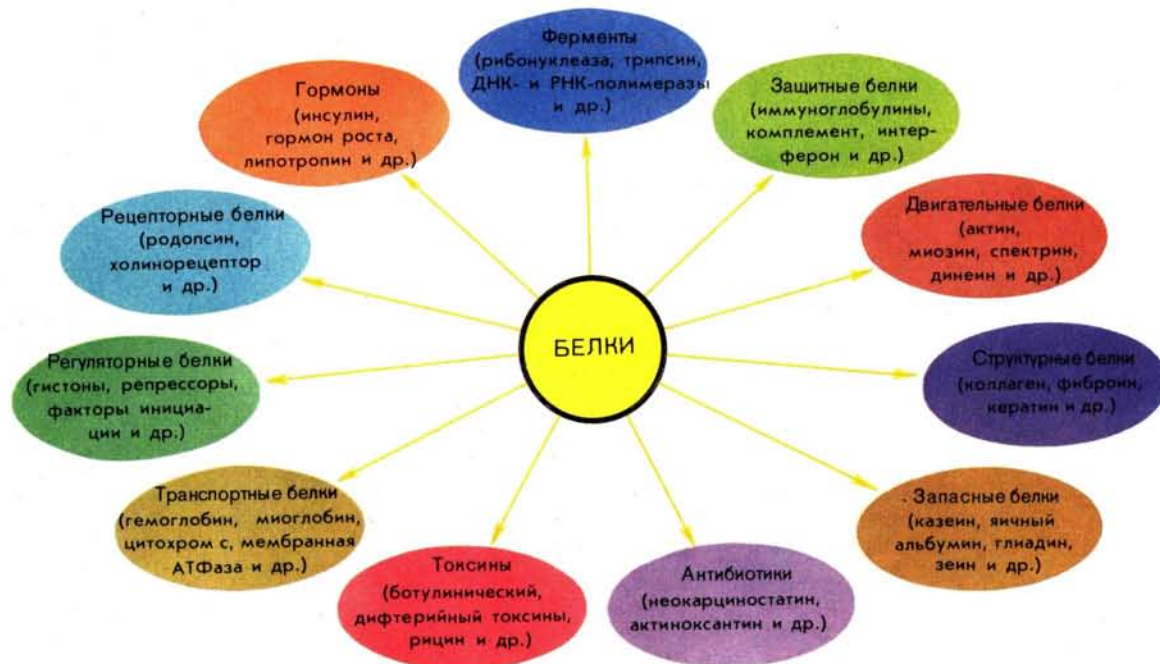 Ферменты
(рибонуклеаза, трипсин,
ДНК- и РНК-полимеразы
и др.)
Защитные белки
(иммуноглобулины,
комплемент, интер-
ферон и др.)
Двигательные белки
(актин,
миозин, спектрин,
динеин и др.)
Структурные белки
(коллаген, фиброин,
кератин и др.)
Запасные белки
(казеин, яичный
альбумин, глиадин,
зеин и др.)
Антибиотики
(неокарциностатин,
актиноксантин и др.)
Токсины
(ботулинический,
дифтерийный токсины,
рицин и др.)
Транспортные белки
(гемоглобин, миоглобин,
цитохром с, мембранная
АТФаза и др.)
Регуляторные белки
(гистоны, репрессоры,
факторы инициа-
ции и др.)
Рецепторные белки
(родопсин,
холинорецептор
и др.)
Гормоны
(инсулин,
гормон роста,
липотропин и др.)
БЕЛКИ